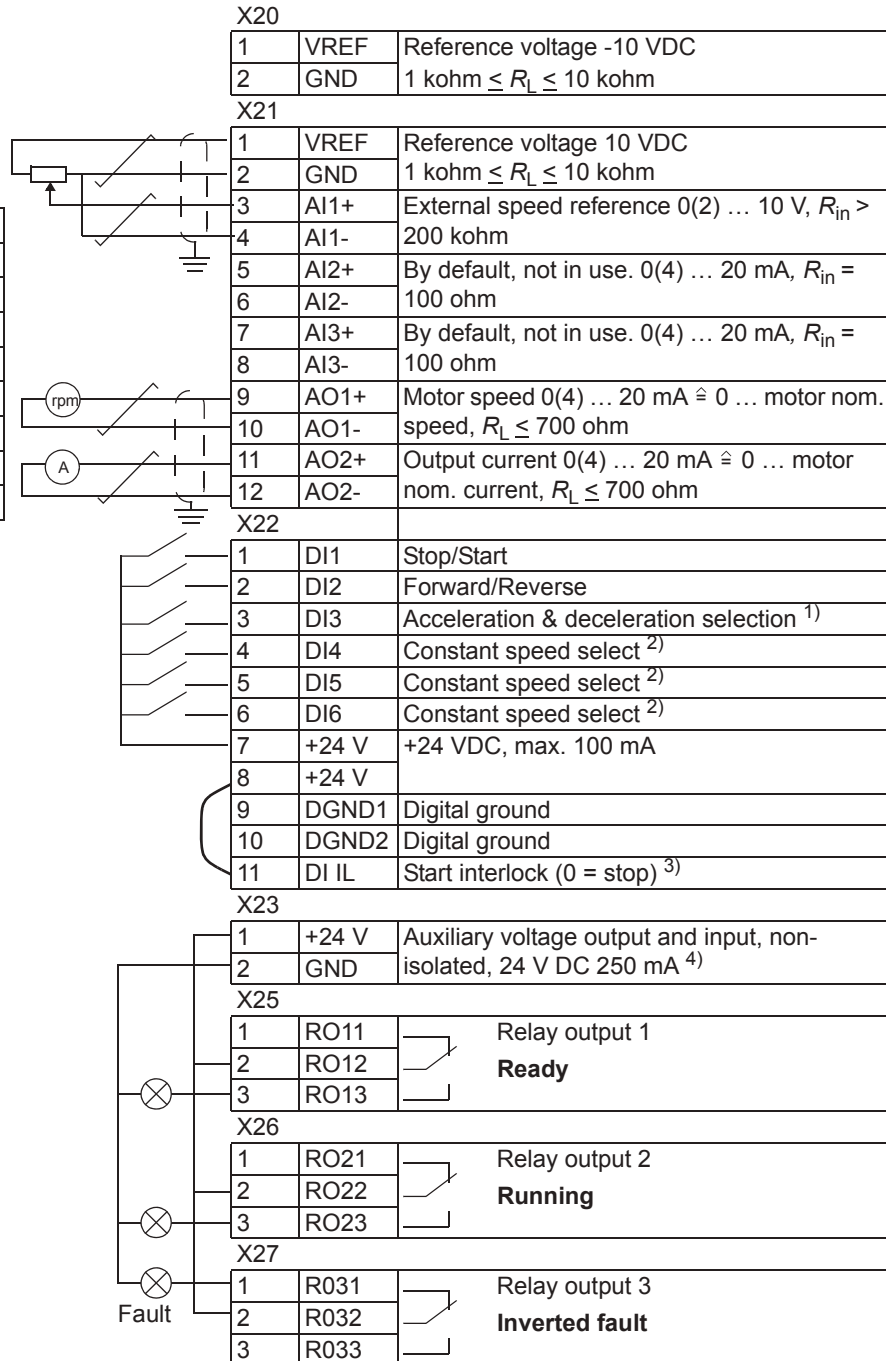 X20
1 VREF Reference voltage -10 VDC
2 GND 1 kohm ≤ RL ≤ 10 kohm
X21
1 VREF Reference voltage 10 VDC
2 GND 1 kohm ≤ RL ≤ 10 kohm
3 AI1+ External speed reference 0(2) … 10 V, Rin >
4 AI1- 200 kohm
5 AI2+ By default, not in use. 0(4) … 20 mA, Rin =
6 AI2- 100 ohm
7 AI3+ By default, not in use. 0(4) … 20 mA, Rin =
8 AI3- 100 ohm
rpm 9 AO1+ Motor speed 0(4) … 20 mA ≙ 0 … motor nom.
10 AO1- speed, RL ≤ 700 ohm
A 11 AO2+ Output current 0(4) … 20 mA ≙ 0 … motor
12 AO2- nom. current, RL ≤ 700 ohm
X22
1 DI1 Stop/Start
2 DI2 Forward/Reverse
3 DI3 Acceleration & deceleration selection 1)
4 DI4 Constant speed select 2)
5 DI5 Constant speed select 2)
6 DI6 Constant speed select 2)
7 +24 V +24 VDC, max. 100 mA
8 +24 V
9 DGND1 Digital ground
10 DGND2 Digital ground
11 DI IL Start interlock (0 = stop) 3)
X23
1 +24 V Auxiliary voltage output and input, non-
2 GND isolated, 24 V DC 250 mA 4)
X25
1 RO11 Relay output 1
2 RO12 Ready
3 RO13
X26
1 RO21 Relay output 2
2 RO22 Running
3 RO23
X27
1 R031 Relay output 3
Fault 2 R032 Inverted fault
3 R033